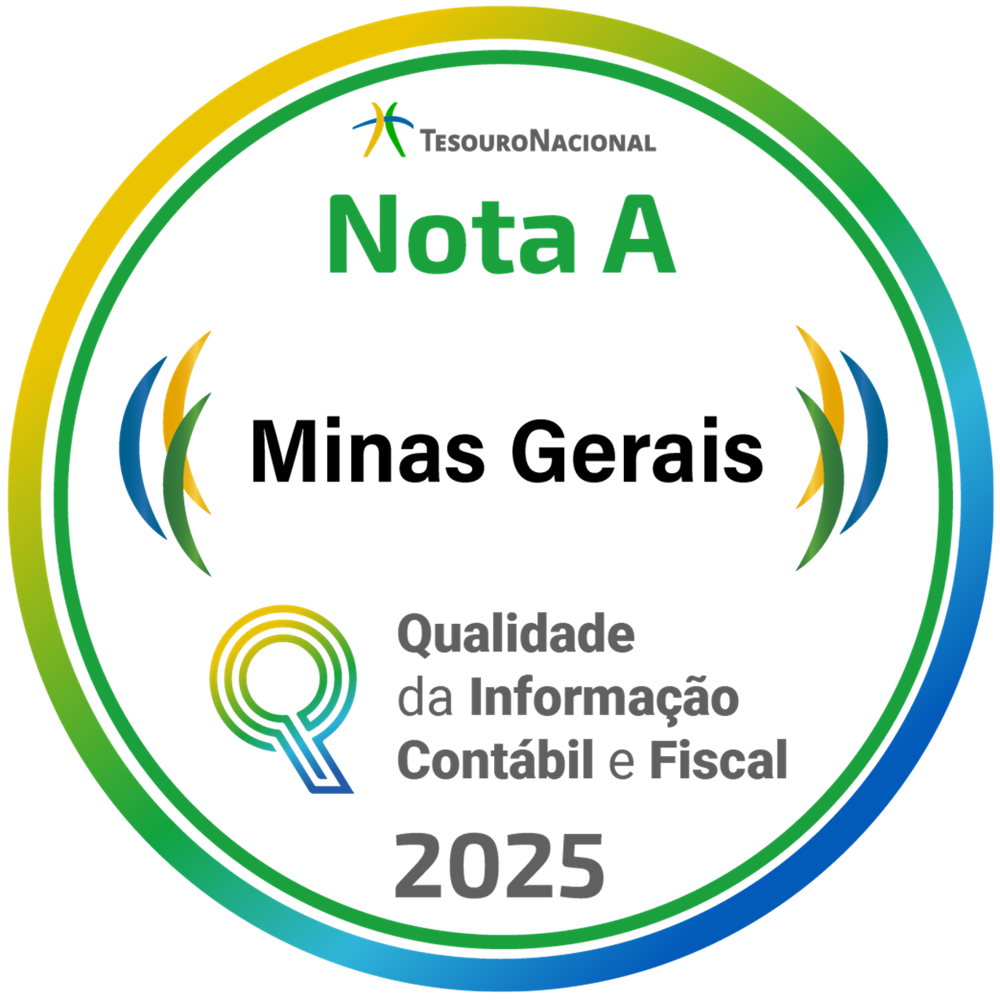 TesouroNacional
Nota A
Minas Gerais
Qualidade
da Informação
Contábil e Fiscal
2025